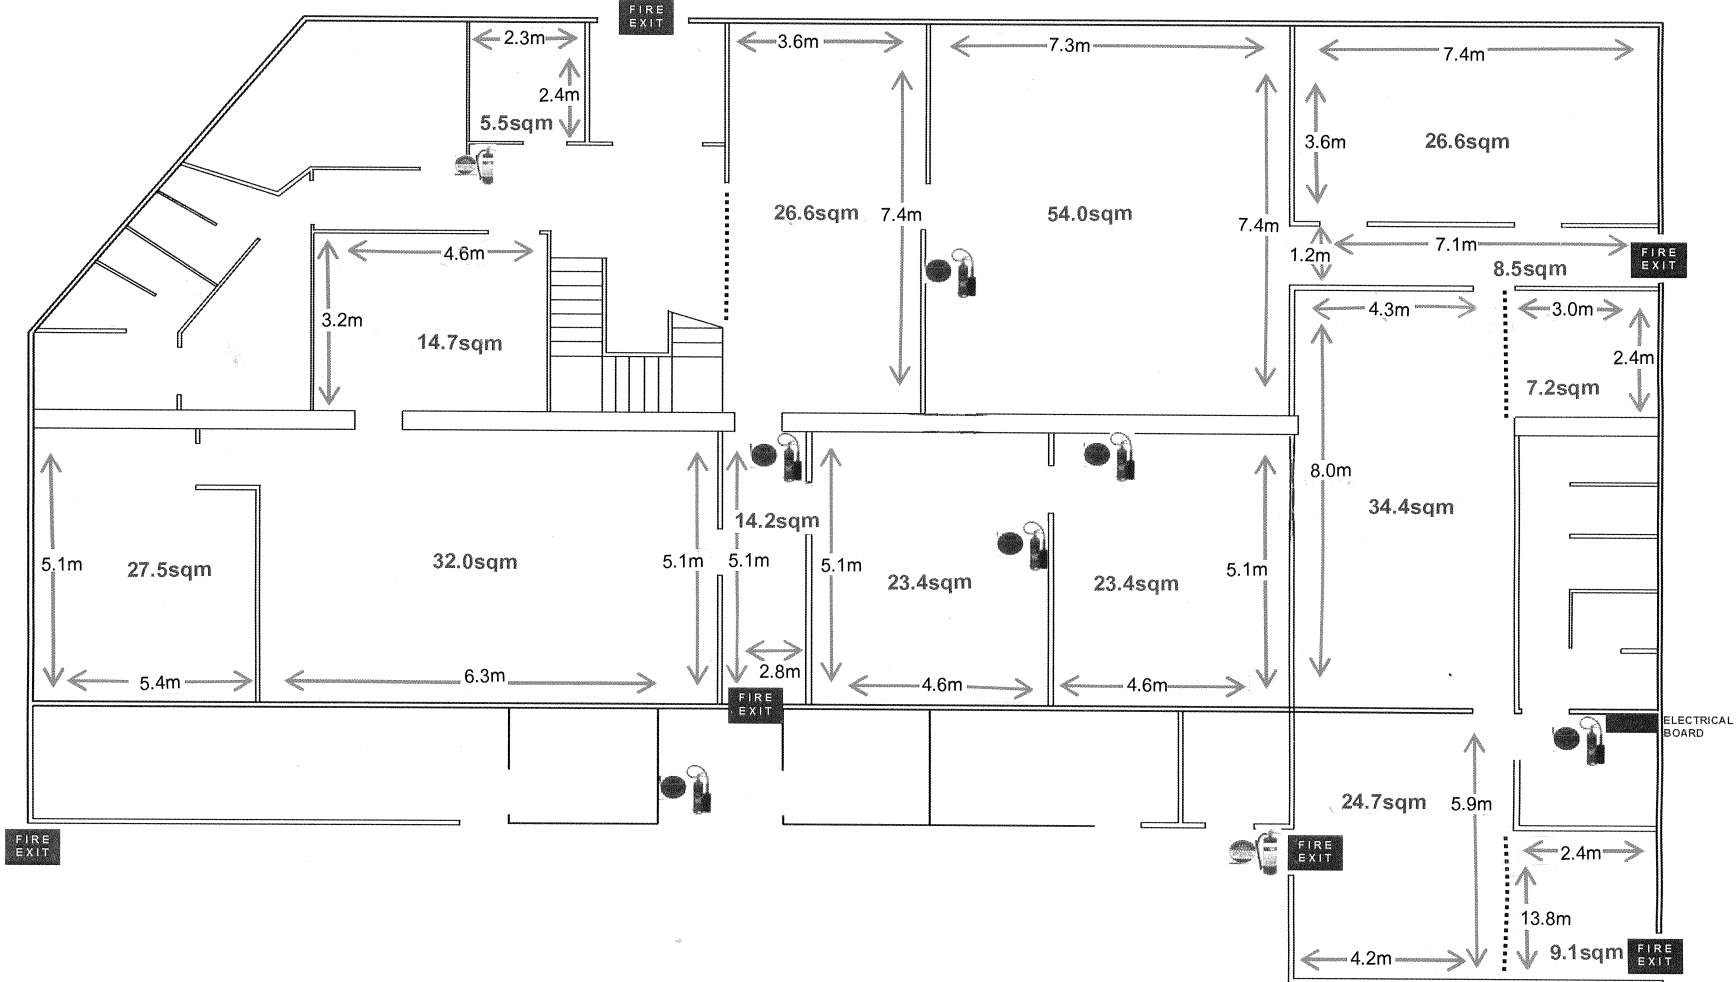 FIRE
EXIT
2.3m
3.6m
7.3m
7.4m
2.4m
5.5sqm
3.6m
26.6sqm
26.6sqm
7.4m
54.0sqm
7.4m
4.6m
1.2m
7.1m
FIRE
EXIT
8.5sqm
3.2m
14.7sqm
4.3m
3.0m
2.4m
7.2sqm
8.0m
34.4sqm
14.2sqm
5.1m
27.5sqm
32.0sqm
5.1m
5.1m
5.1m
23.4sqm
23.4sqm
5.1m
5.4m
6.3m
2.8m
4.6m
4.6m
FIRE
EXIT
ELECTRICAL
BOARD
24.7sqm
5.9m
FIRE
EXIT
FIRE
EXIT
2.4m
13.8m
9.1sqm
4.2m
FIRE
EXIT